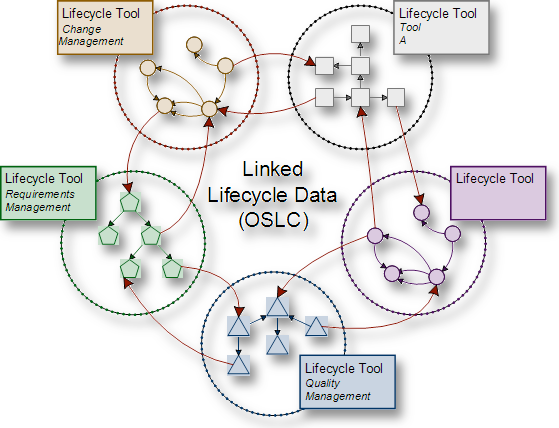 Lifecycle Tool
Change
Management
Lifecycle Tool
Tool
A
Lifecycle Tool
Requirements
Management
Linked
Lifecycle Data
(OSLC)
Lifecycle Tool
Lifecycle Tool
Quality
Management